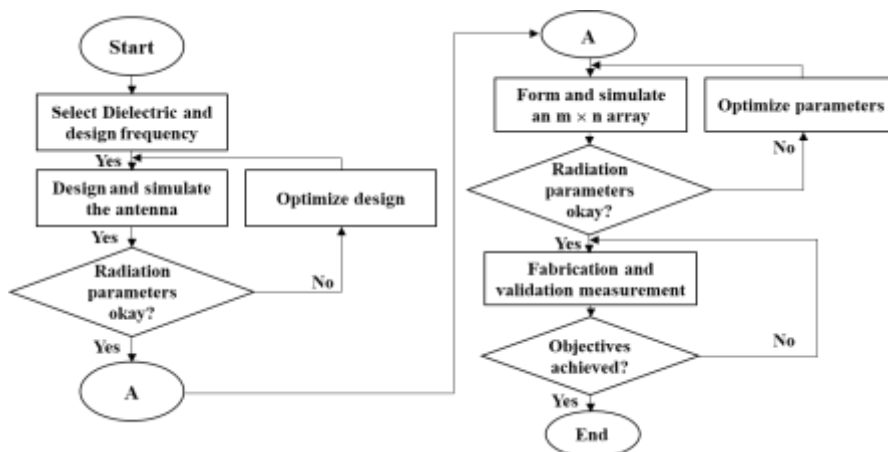 Start
Select Dielectric and
design frequency
Yes
Design and simulate
the antenna
Optimize design
Yes
Radiation
parameters
okay?
No
Yes
A
A
Form and simulate
an m × n array
Optimize parameters
No
Radiation
parameters
okay?
Yes
Fabrication and
validation measurement
Objectives
achieved?
No
Yes
End